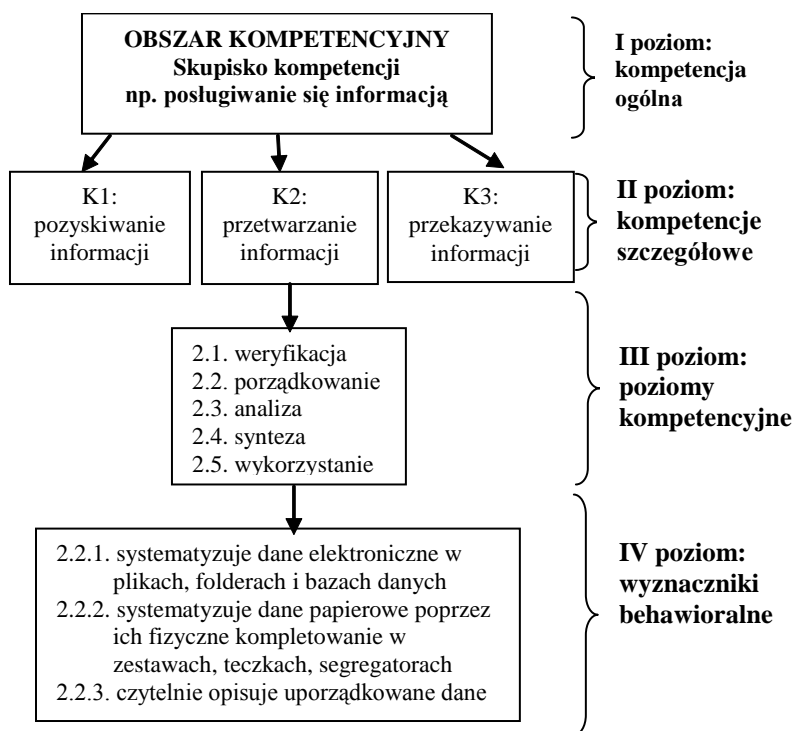 OBSZAR KOMPETENCYJNY
Skupisko kompetencji
np. posługiwanie się informacją
I poziom:
kompetencja
ogólna
K1:
pozyskiwanie
informacji
K2:
przetwarzanie
informacji
K3:
przekazywanie
informacji
II poziom:
kompetencje
szczegółowe
2.1. weryfikacja
2.2. porządkowanie
2.3. analiza
2.4. synteza
2.5. wykorzystanie
III poziom:
poziomy
kompetencyjne
2.2.1. systematyzuje dane elektroniczne w
plikach, folderach i bazach danych
2.2.2. systematyzuje dane papierowe poprzez
ich fizyczne kompletowanie w
zestawach, teczkach, segregatorach
2.2.3. czytelnie opisuje uporządkowane dane
IV poziom:
wyznaczniki
behawioralne